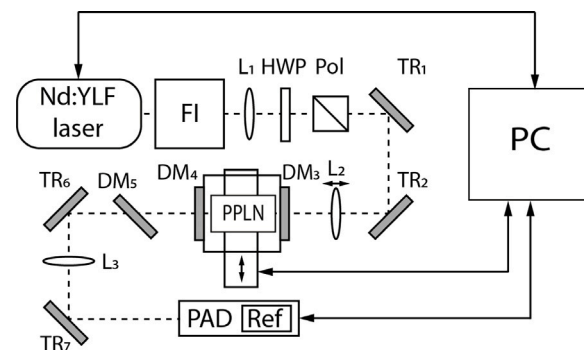 L₁ HWP Pol TR₁
Nd:YLF
laser
FI
PC
TR₆ DM₅ DM₄ DM₃ L₂ TR₂
PPLN
L₃
PAD Ref
TR₇